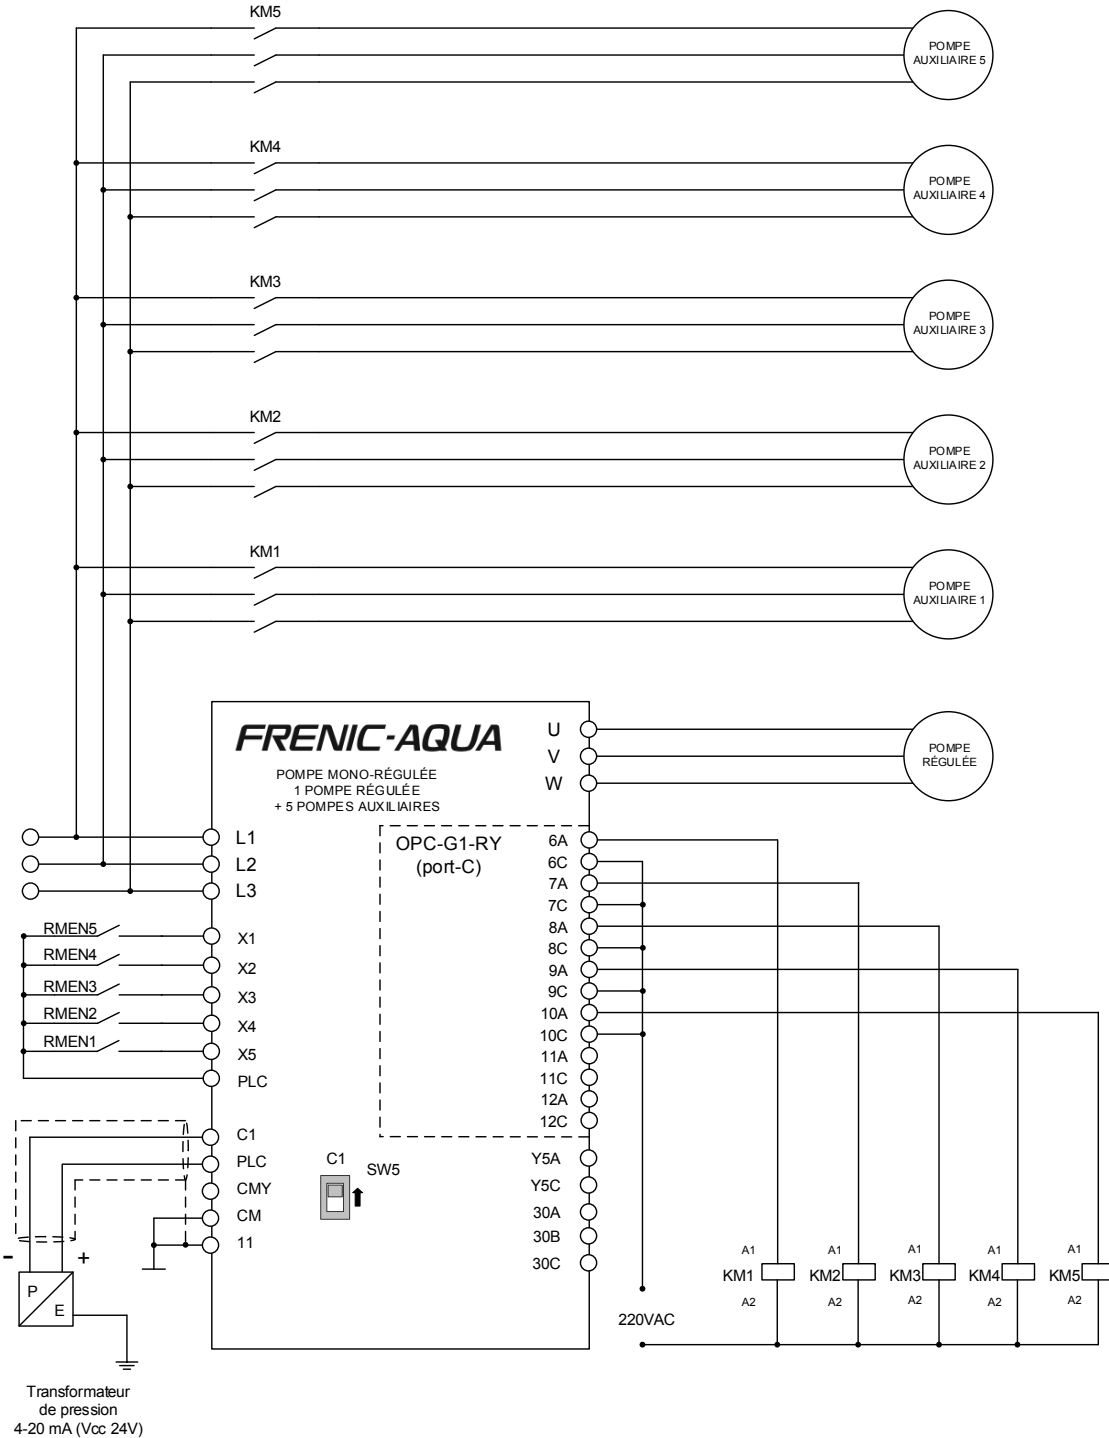 KM5
POMPE
AUXILIAIRE 5
KM4
POMPE
AUXILIAIRE 4
KM3
POMPE
AUXILIAIRE 3
KM2
POMPE
AUXILIAIRE 2
KM1
POMPE
AUXILIAIRE 1
FRENIC-AQUA
POMPE MONO-RÉGULÉE
1 POMPE RÉGULÉE
+ 5 POMPES AUXILIAIRES
U
V
W
POMPE
RÉGULÉE
L1
L2
L3
OPC-G1-RY
(port-C)
6A
6C
7A
7C
8A
8C
9A
9C
10A
10C
11A
11C
12A
12C
RMEN5
X1
RMEN4
X2
RMEN3
X3
RMEN2
X4
RMEN1
X5
PLC
C1
PLC
CMY
CM
11
C1
SW5
Y5A
Y5C
30A
30B
30C
- +
P
E
A1
KM1
A2
A1
KM2
A2
A1
KM3
A2
A1
KM4
A2
A1
KM5
A2
220VAC
Transformateur
de pression
4-20 mA (Vcc 24V)